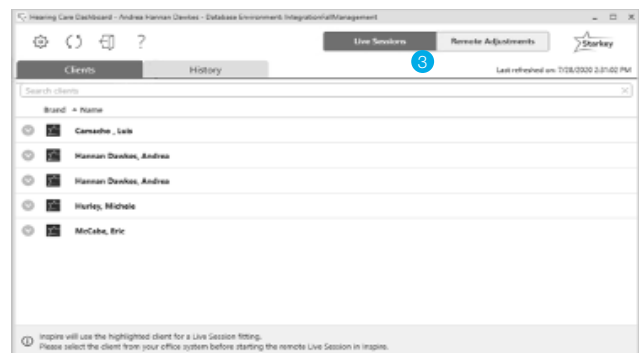 Hearing Care Dashboard - Andrea Hannan Dawkes - Database Environment: IntegrationFallManagement
?
Live Sessions
Remote Adjustments
Starkey
3
Clients
History
Last refreshed on: 7/28/2020 2:31:02 PM
Search clients
Brand
Name
Camacho , Luis
Hannan Dawkes, Andrea
Hannan Dawkes, Andrea
Hurley, Michele
McCabe, Eric
Inspire will use the highlighted client for a Live Session fitting.
Please select the client from your office system before starting the remote Live Session in Inspire.